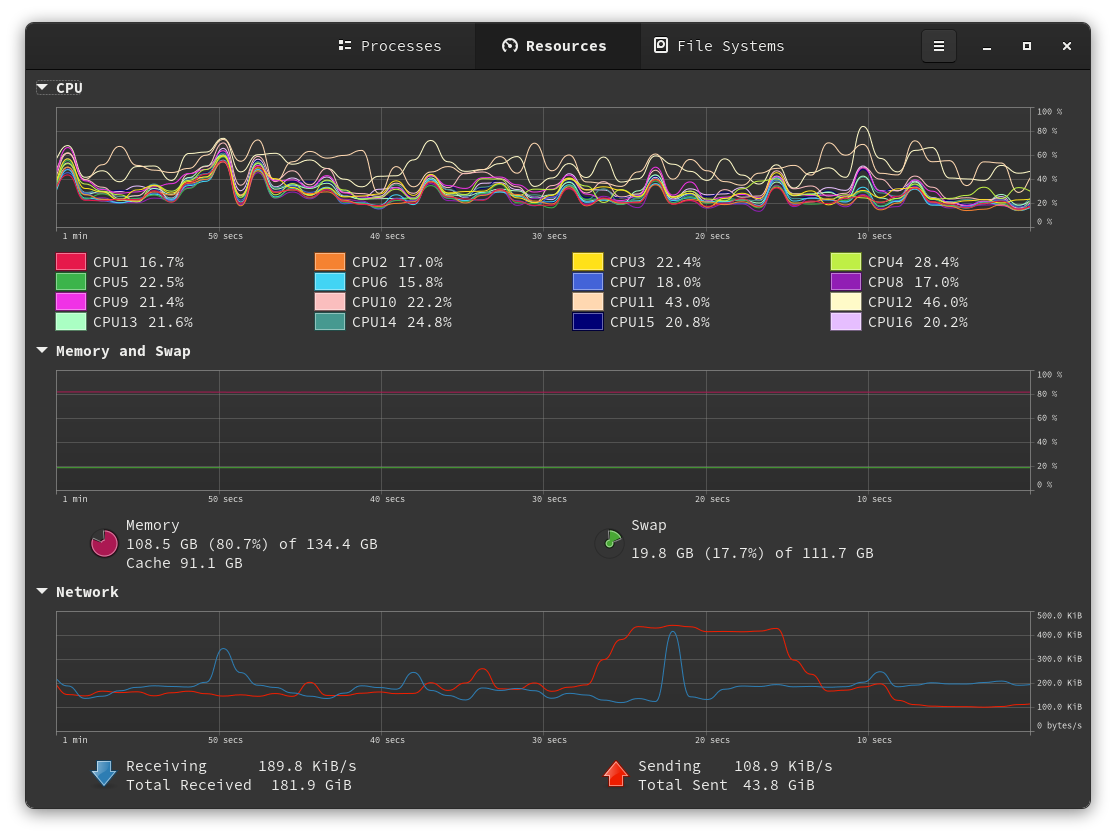 Processes Resources File Systems
CPU
100 %
80 %
60 %
40 %
20 %
0 %
1 min 50 secs 40 secs 30 secs 20 secs 10 secs
CPU1 16.7% CPU2 17.0% CPU3 22.4% CPU4 28.4%
CPU5 22.5% CPU6 15.8% CPU7 18.0% CPU8 17.0%
CPU9 21.4% CPU10 22.2% CPU11 43.0% CPU12 46.0%
CPU13 21.6% CPU14 24.8% CPU15 20.8% CPU16 20.2%
Memory and Swap
100 %
80 %
60 %
40 %
20 %
0 %
1 min 50 secs 40 secs 30 secs 20 secs 10 secs
Memory
108.5 GB (80.7%) of 134.4 GB
Cache 91.1 GB
Swap
19.8 GB (17.7%) of 111.7 GB
Network
500.0 KiB
400.0 KiB
300.0 KiB
200.0 KiB
100.0 KiB
0 bytes/s
1 min 50 secs 40 secs 30 secs 20 secs 10 secs
Receiving 189.8 KiB/s
Total Received 181.9 GiB
Sending 108.9 KiB/s
Total Sent 43.8 GiB